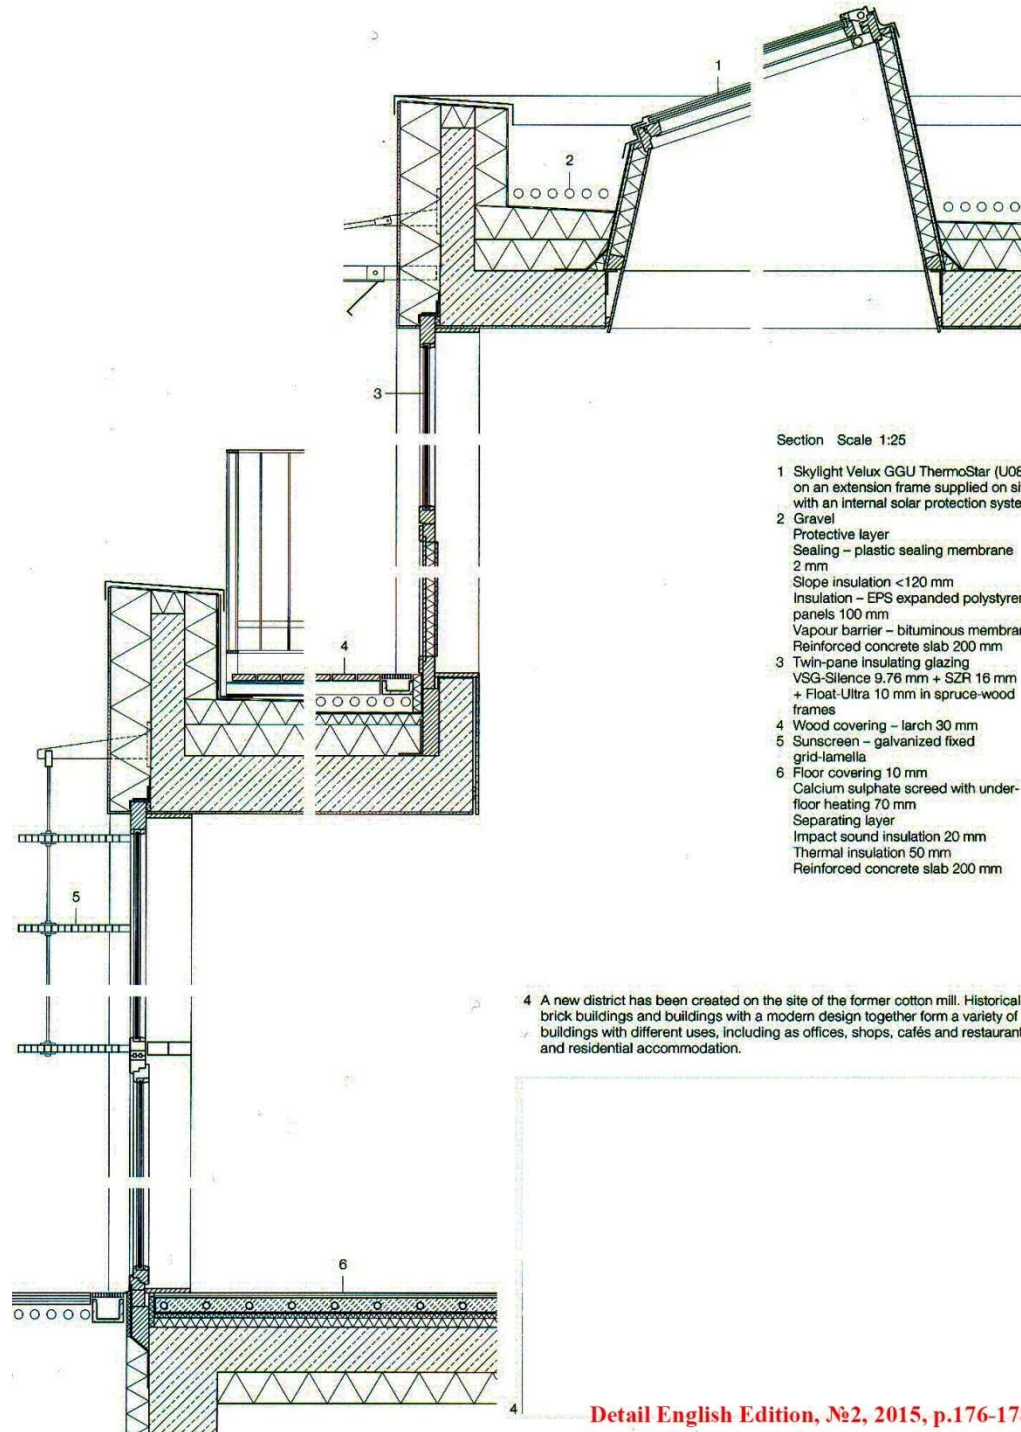 1
2
3
Section Scale 1:25
1 Skylight Velux GGU ThermoStar (U08
on an extension frame supplied on si
with an internal solar protection syste
2 Gravel
Protective layer
Sealing – plastic sealing membrane
2 mm
Slope insulation <120 mm
Insulation – EPS expanded polystyrer
panels 100 mm
Vapour barrier – bituminous membrar
Reinforced concrete slab 200 mm
3 Twin-pane insulating glazing
VSG-Silence 9.76 mm + SZR 16 mm
+ Float-Ultra 10 mm in spruce-wood
frames
4 Wood covering – larch 30 mm
5 Sunscreen – galvanized fixed
grid-lamella
6 Floor covering 10 mm
Calcium sulphate screed with under-
floor heating 70 mm
Separating layer
Impact sound insulation 20 mm
Thermal insulation 50 mm
Reinforced concrete slab 200 mm
4
5
4 A new district has been created on the site of the former cotton mill. Historical
brick buildings and buildings with a modern design together form a variety of
buildings with different uses, including as offices, shops, cafés and restaurant
and residential accommodation.
6
4
Detail English Edition, №2, 2015, p.176-17